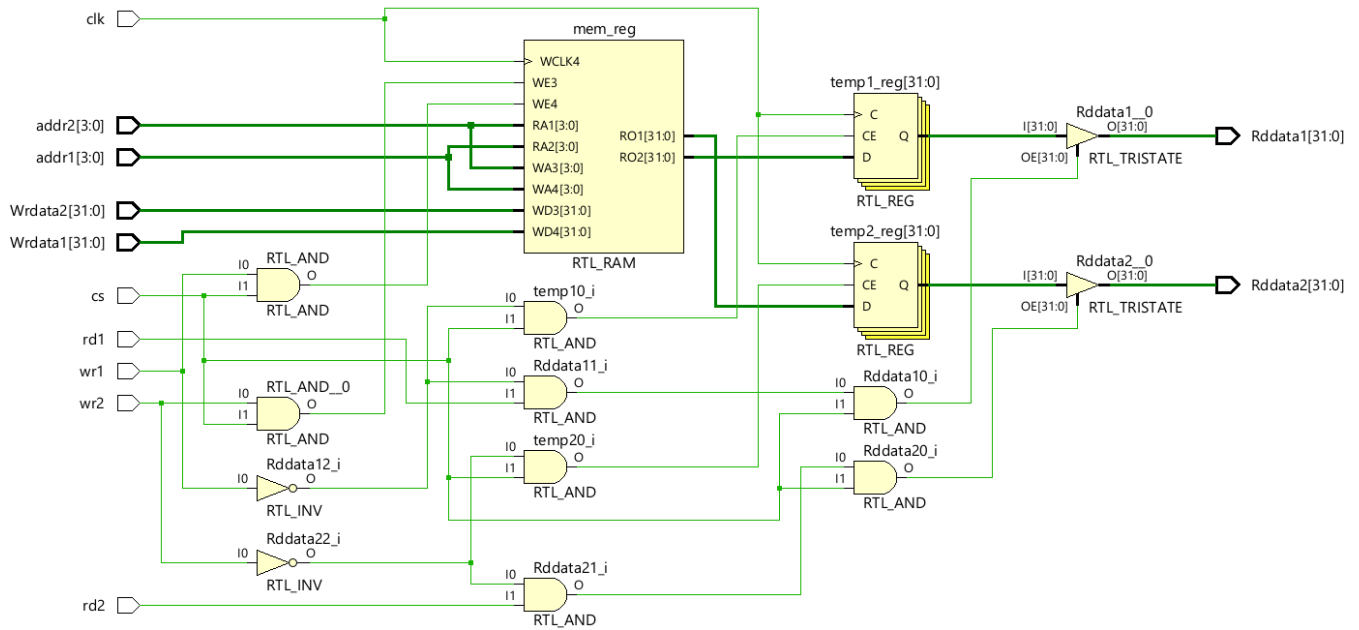 clk
mem_reg
WCLK4
WE3
WE4
addr2[3:0]
RA1[3:0]
addr1[3:0]
RA2[3:0]
WA3[3:0]
WA4[3:0]
Wrdata2[31:0]
WD3[31:0]
Wrdata1[31:0]
WD4[31:0]
RO1[31:0]
RO2[31:0]
RTL_RAM
temp1_reg[31:0]
C
CE
Q
D
RTL_REG
Rddata1__0
I[31:0]
O[31:0]
OE[31:0]
RTL_TRISTATE
Rddata1[31:0]
temp2_reg[31:0]
C
CE
Q
D
RTL_REG
Rddata2__0
I[31:0]
O[31:0]
OE[31:0]
RTL_TRISTATE
Rddata2[31:0]
RTL_AND
I0
O
I1
RTL_AND
cs
rd1
wr1
wr2
RTL_AND__0
I0
O
I1
RTL_AND
Rddata12_i
I0
O
RTL_INV
Rddata22_i
I0
O
RTL_INV
rd2
temp10_i
I0
O
I1
RTL_AND
Rddata11_i
I0
O
I1
RTL_AND
temp20_i
I0
O
I1
RTL_AND
Rddata21_i
I0
O
I1
RTL_AND
Rddata10_i
I0
O
I1
RTL_AND
Rddata20_i
I0
O
I1
RTL_AND